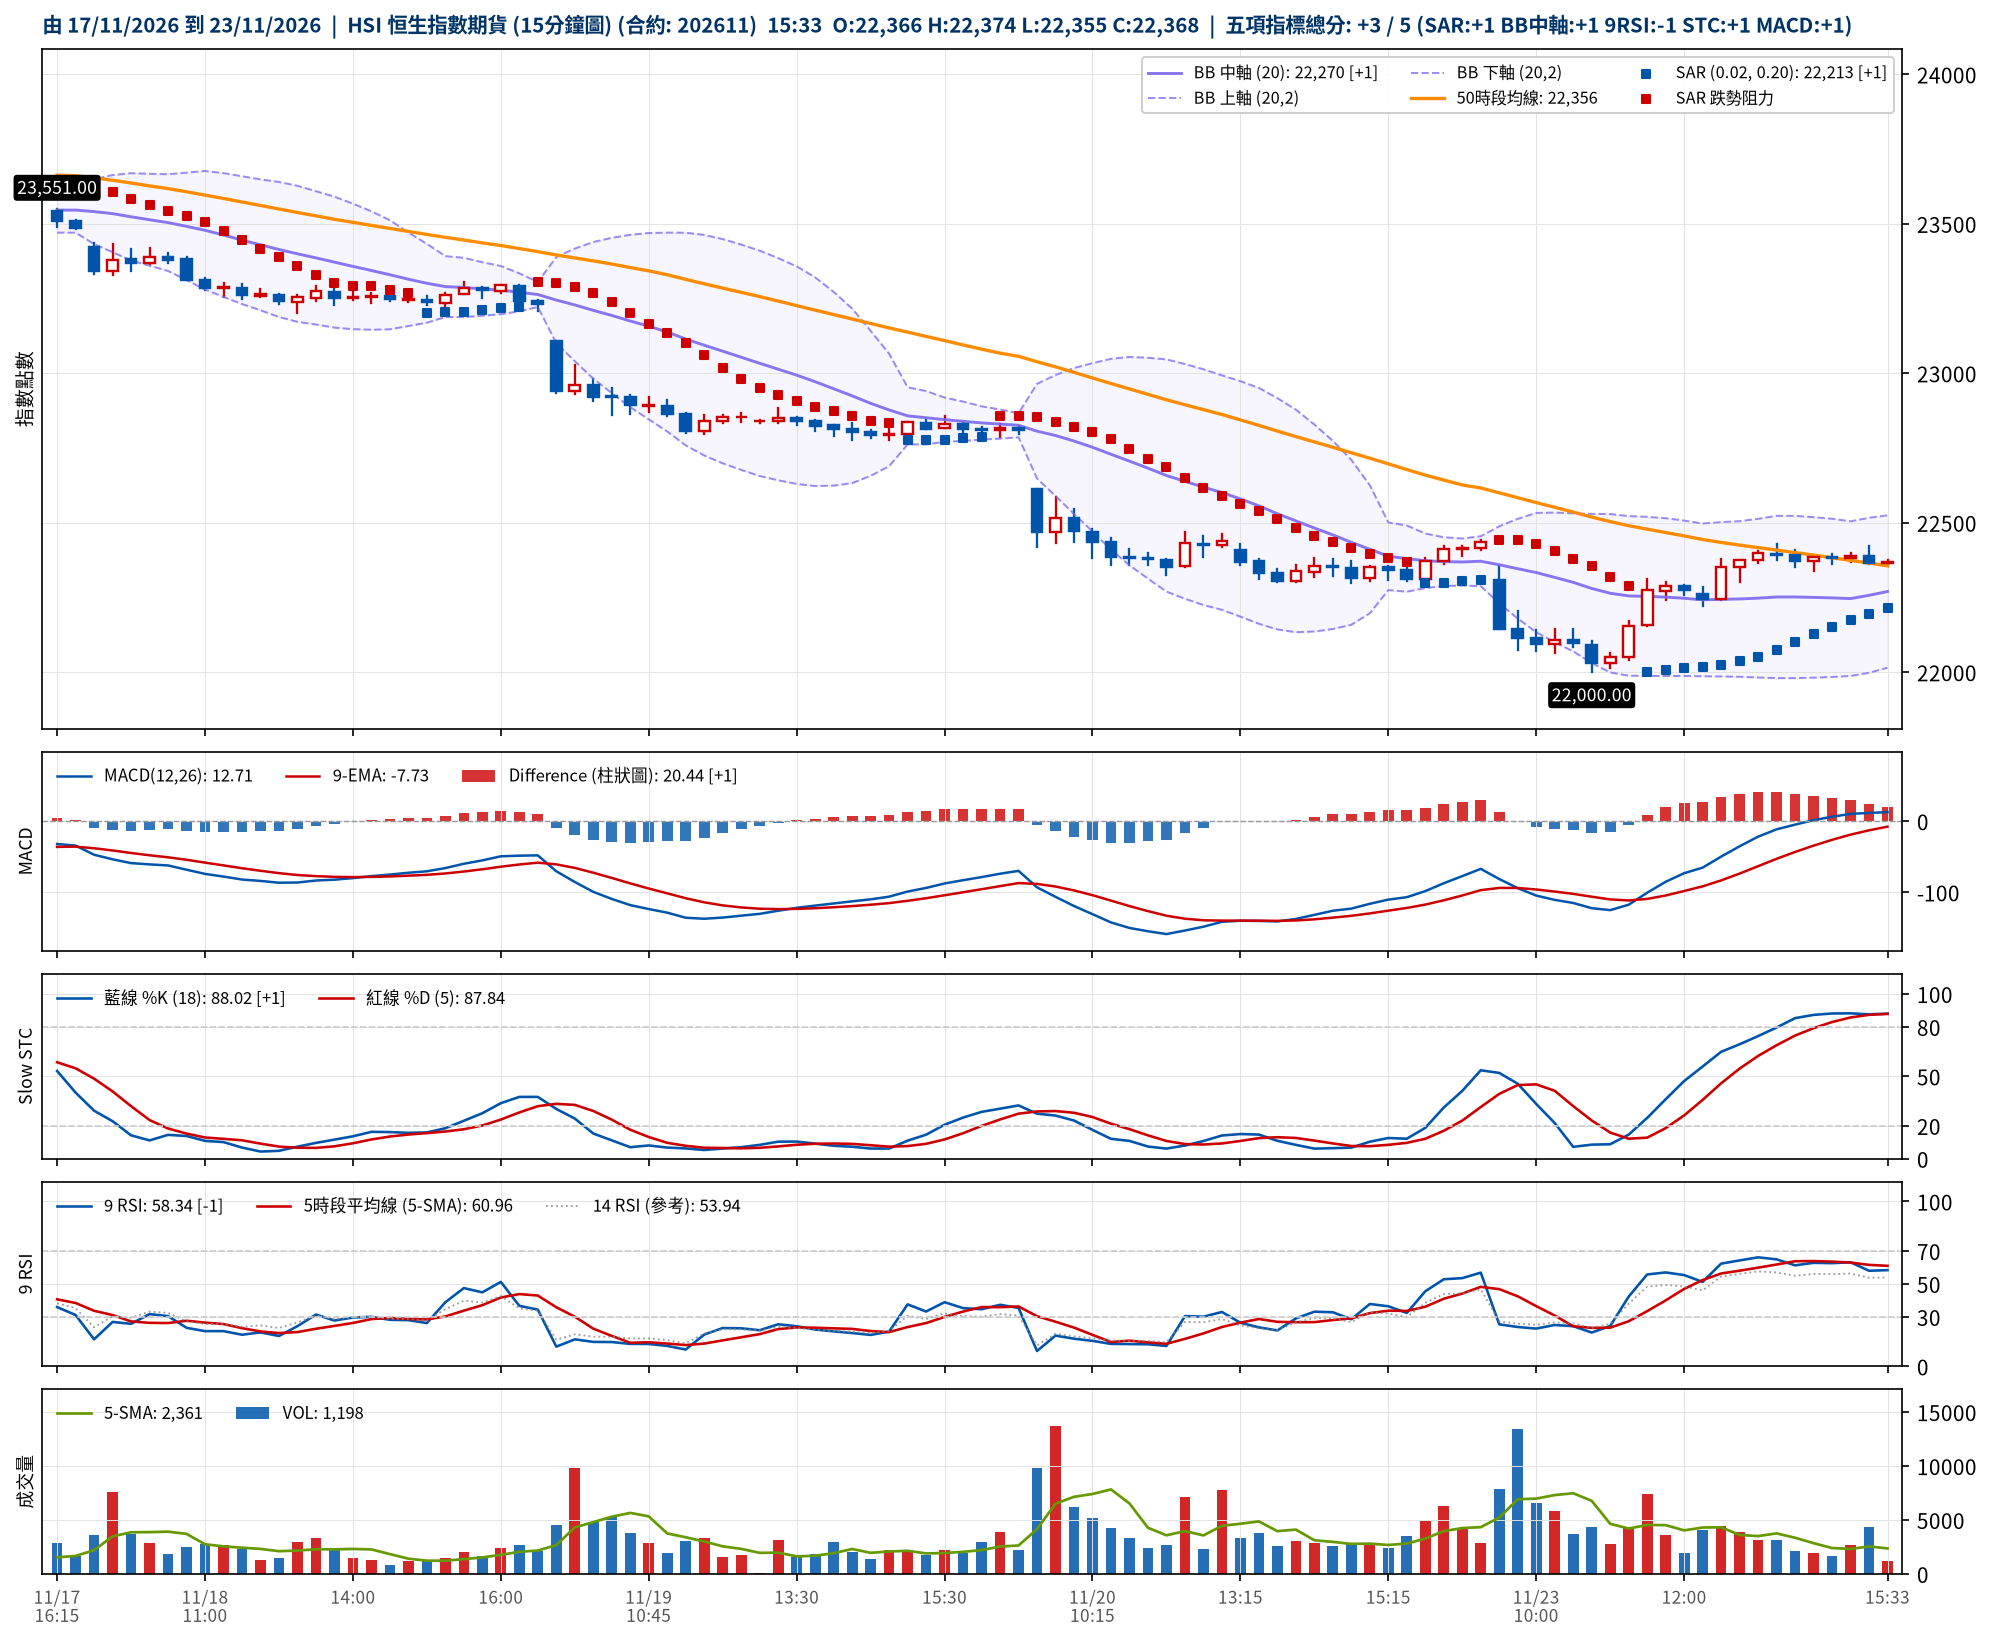 由 17/11/2026 到 23/11/2026 | HSI 恒生指數期貨 (15分鐘圖) (合約: 202611) 15:33 O:22,366 H:22,374 L:22,355 C:22,368 | 五項指標總分: +3 / 5 (SAR:+1 BB中軸:+1 9RSI:-1 STC:+1 MACD:+1)
BB 中軸 (20): 22,270 [+1]
BB 上軸 (20,2)
BB 下軸 (20,2)
50時段均線: 22,356
SAR (0.02, 0.20): 22,213 [+1]
SAR 跌勢阻力
23,551.00
22,000.00
指數點數
24000
23500
23000
22500
22000
MACD(12,26): 12.71
9-EMA: -7.73
Difference (柱狀圖): 20.44 [+1]
MACD
0
-100
藍線 %K (18): 88.02 [+1]
紅線 %D (5): 87.84
Slow STC
100
80
50
20
0
9 RSI: 58.34 [-1]
5時段平均線 (5-SMA): 60.96
14 RSI (參考): 53.94
9 RSI
100
70
50
30
0
5-SMA: 2,361
VOL: 1,198
成交量
15000
10000
5000
0
11/17
16:15
11/18
11:00
14:00
16:00
11/19
10:45
13:30
15:30
11/20
10:15
13:15
15:15
11/23
10:00
12:00
15:33